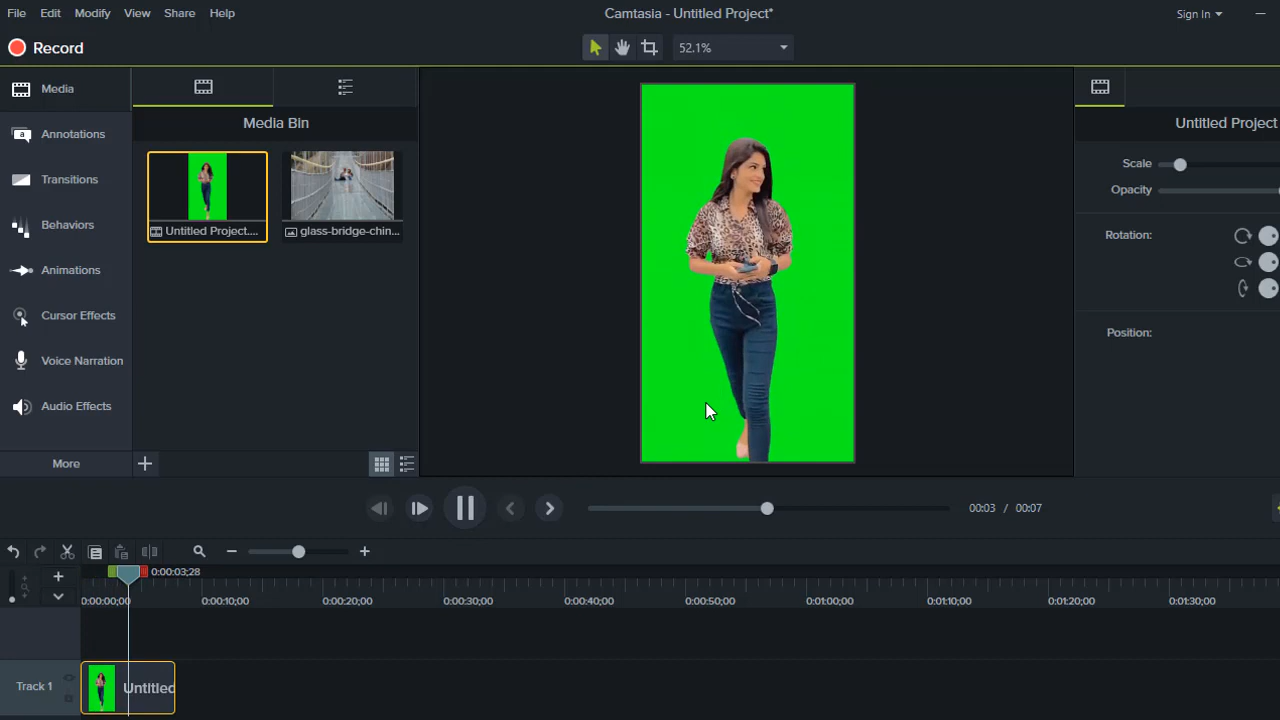 File Edit Modify View Share Help
Camtasia - Untitled Project*
Sign In
Record
52.1%
Media
Annotations
Transitions
Behaviors
Animations
Cursor Effects
Voice Narration
Audio Effects
More
Media Bin
Untitled Project....
glass-bridge-chin...
Untitled Project
Scale
Opacity
Rotation:
Position:
00:03 / 00:07
0:00:03;28
0:00:00;00 0:00:10;00 0:00:20;00 0:00:30;00 0:00:40;00 0:00:50;00 0:01:00;00 0:01:10;00 0:01:20;00 0:01:30;00
Track 1
Untitled